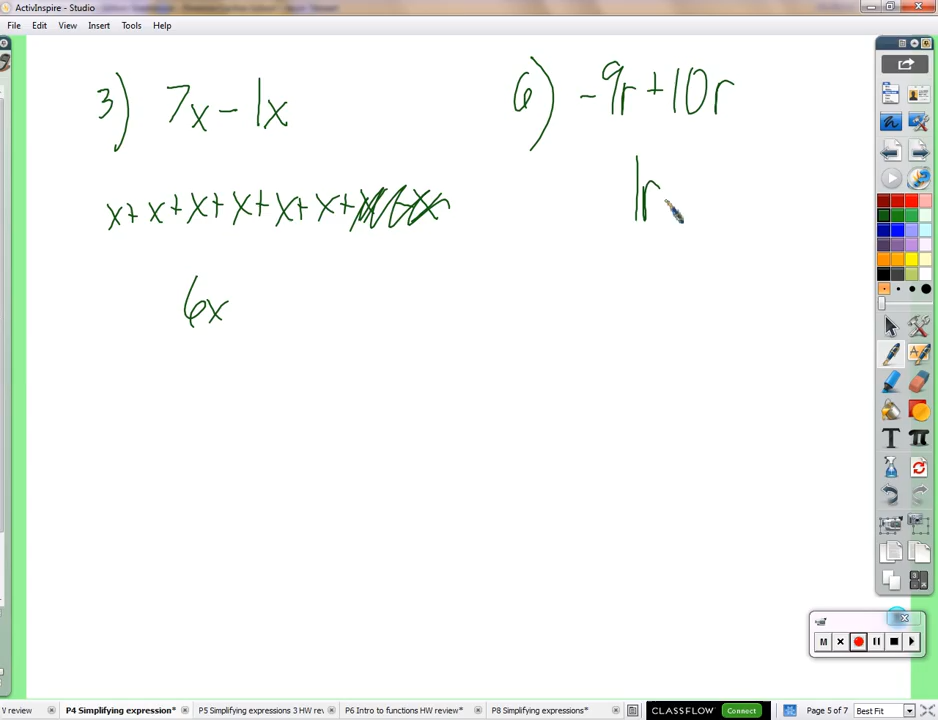 ActivInspire - Studio
File Edit View Insert Tools Help
3) 7x - 1x
x + x + x + x + x + x + x - x
6x
6) -9r + 10r
1r
M
W review
P4 Simplifying expression*
P5 Simplifying expressions 3 HW rev
P6 Intro to functions HW review*
P8 Simplifying expressions*
CLASSFLOW Connect
Page 5 of 7
Best Fit